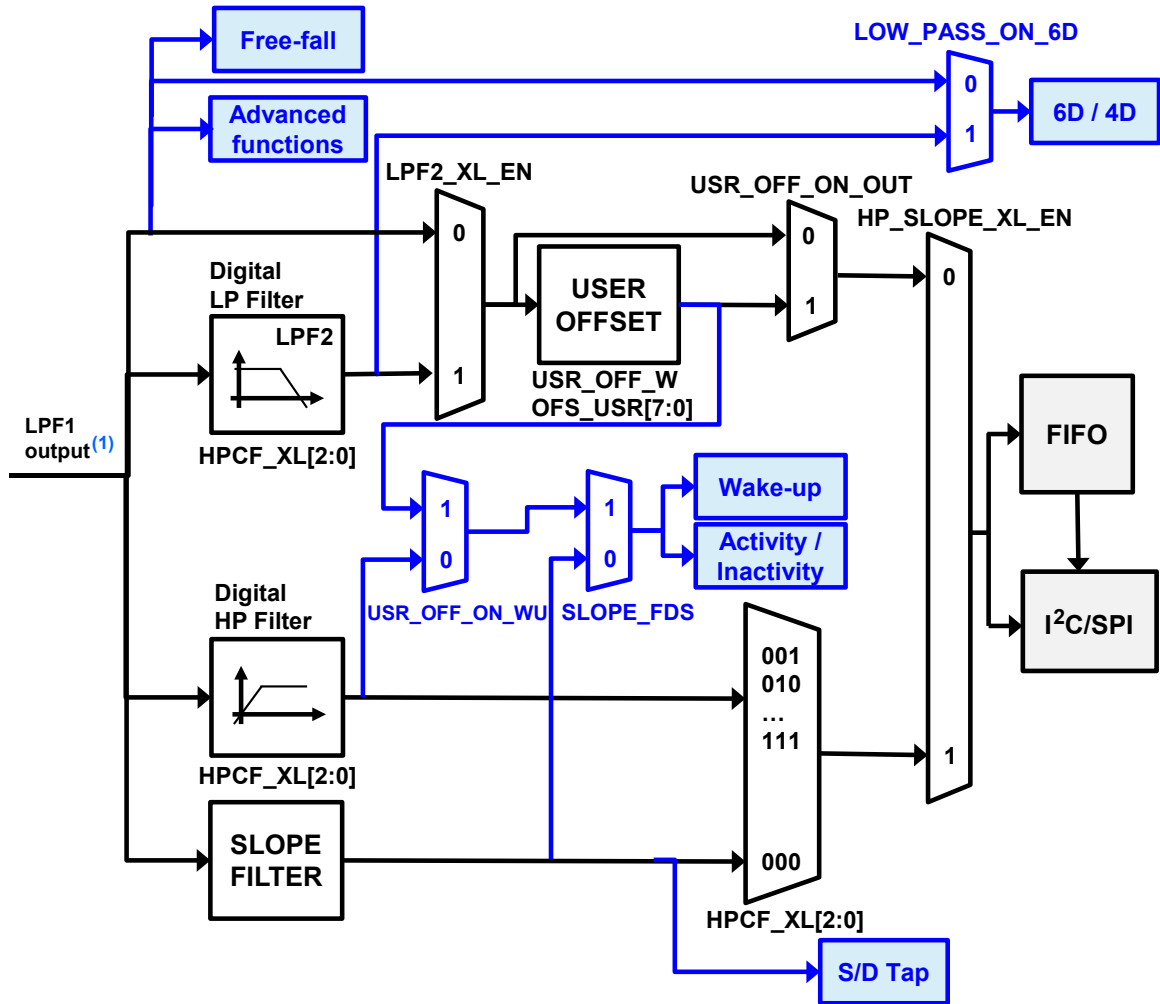 Free-fall
LOW_PASS_ON_6D
0
1
6D / 4D
Advanced
functions
LPF2_XL_EN
0
1
USR_OFF_ON_OUT
0
1
HP_SLOPE_XL_EN
0
1
Digital
LP Filter
LPF2
HPCF_XL[2:0]
USER
OFFSET
USR_OFF_W
OFS_USR[7:0]
LPF1
output(1)
FIFO
I²C/SPI
1
0
USR_OFF_ON_WU
1
0
SLOPE_FDS
Wake-up
Activity /
Inactivity
Digital
HP Filter
HPCF_XL[2:0]
001
010
...
111
000
HPCF_XL[2:0]
SLOPE
FILTER
S/D Tap